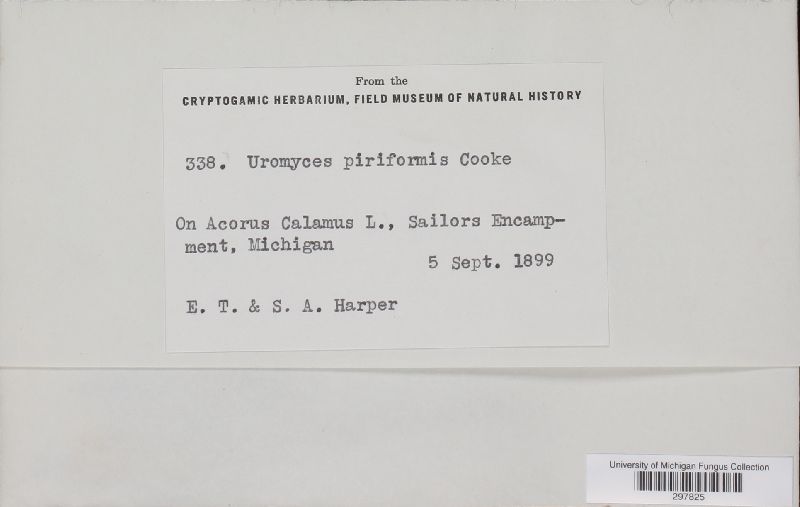 From the
CRYPTOGAMIC HERBARIUM, FIELD MUSEUM OF NATURAL HISTORY
338. Uromyces piriformis Cooke
On Acorus Calamus L., Sailors Encamp-
ment, Michigan
5 Sept. 1899
E. T. & S. A. Harper
University of Michigan Fungus Collection
297825